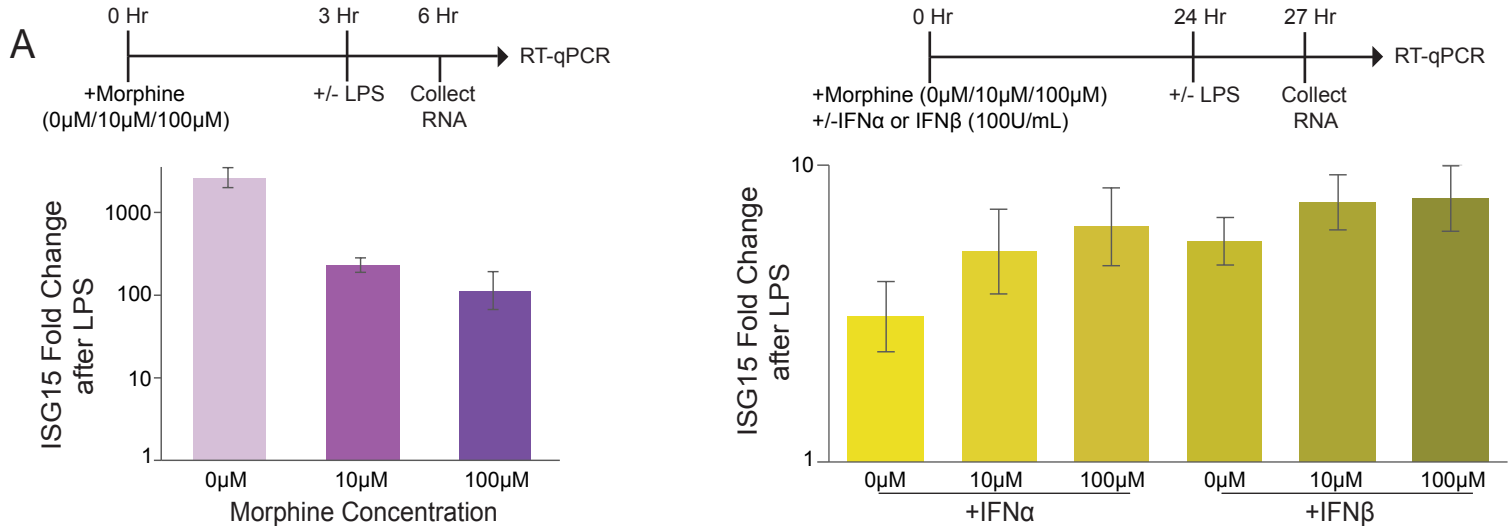 A
0 Hr 3 Hr 6 Hr
RT-qPCR
+Morphine
(0µM/10µM/100µM)
+/- LPS
Collect
RNA
ISG15 Fold Change
after LPS
1000
100
10
1
0µM 10µM 100µM
Morphine Concentration
0 Hr 24 Hr 27 Hr
RT-qPCR
+Morphine (0µM/10µM/100µM)
+/-IFNα or IFNβ (100U/mL)
+/- LPS
Collect
RNA
ISG15 Fold Change
after LPS
10
1
0µM 10µM 100µM 0µM 10µM 100µM
+IFNα +IFNβ